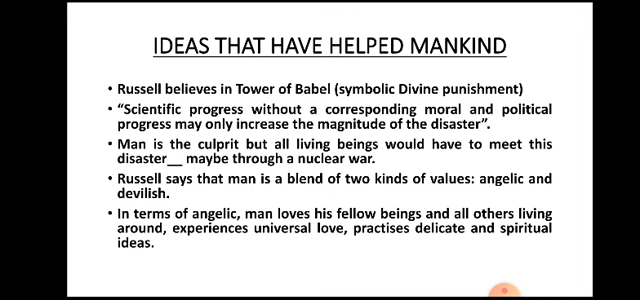 IDEAS THAT HAVE HELPED MANKIND
• Russell believes in Tower of Babel (symbolic Divine punishment)
• “Scientific progress without a corresponding moral and political
progress may only increase the magnitude of the disaster”.
• Man is the culprit but all living beings would have to meet this
disaster__ maybe through a nuclear war.
• Russell says that man is a blend of two kinds of values: angelic and
devilish.
• In terms of angelic, man loves his fellow beings and all others living
around, experiences universal love, practises delicate and spiritual
ideas.